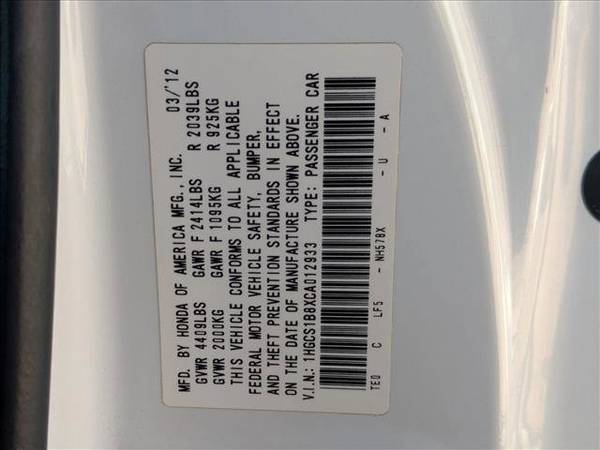 MFD. BY HONDA OF AMERICA MFG., INC. 03/'12
GVWR 4409LBS GAWR F 2414LBS R 2039LBS
GVWR 2000KG GAWR F 1095KG R 925KG
THIS VEHICLE CONFORMS TO ALL APPLICABLE
FEDERAL MOTOR VEHICLE SAFETY, BUMPER,
AND THEFT PREVENTION STANDARDS IN EFFECT
ON THE DATE OF MANUFACTURE SHOWN ABOVE.
V.I.N.: 1HGCS1B8XCA012933 TYPE: PASSENGER CAR
TE0 C LF5 - NH578X - U - A